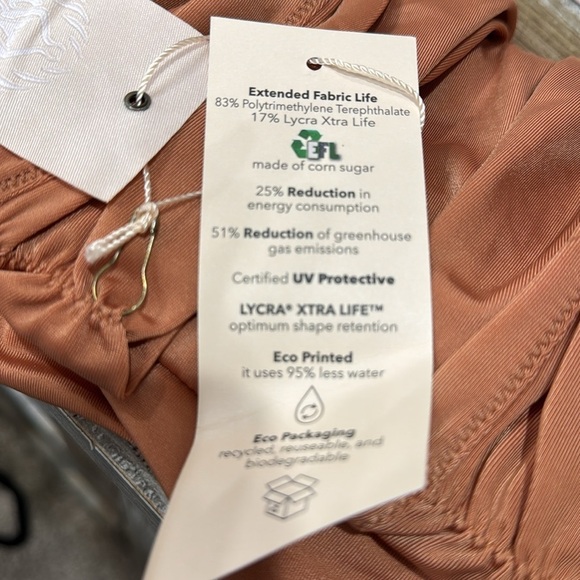 Extended Fabric Life
83% Polytrimethylene Terephthalate
17% Lycra Xtra Life
EFL
made of corn sugar
25% Reduction in
energy consumption
51% Reduction of greenhouse
gas emissions
Certified UV Protective
LYCRA® XTRA LIFE™
optimum shape retention
Eco Printed
it uses 95% less water
Eco Packaging
recycled, reuseable, and
biodegradable